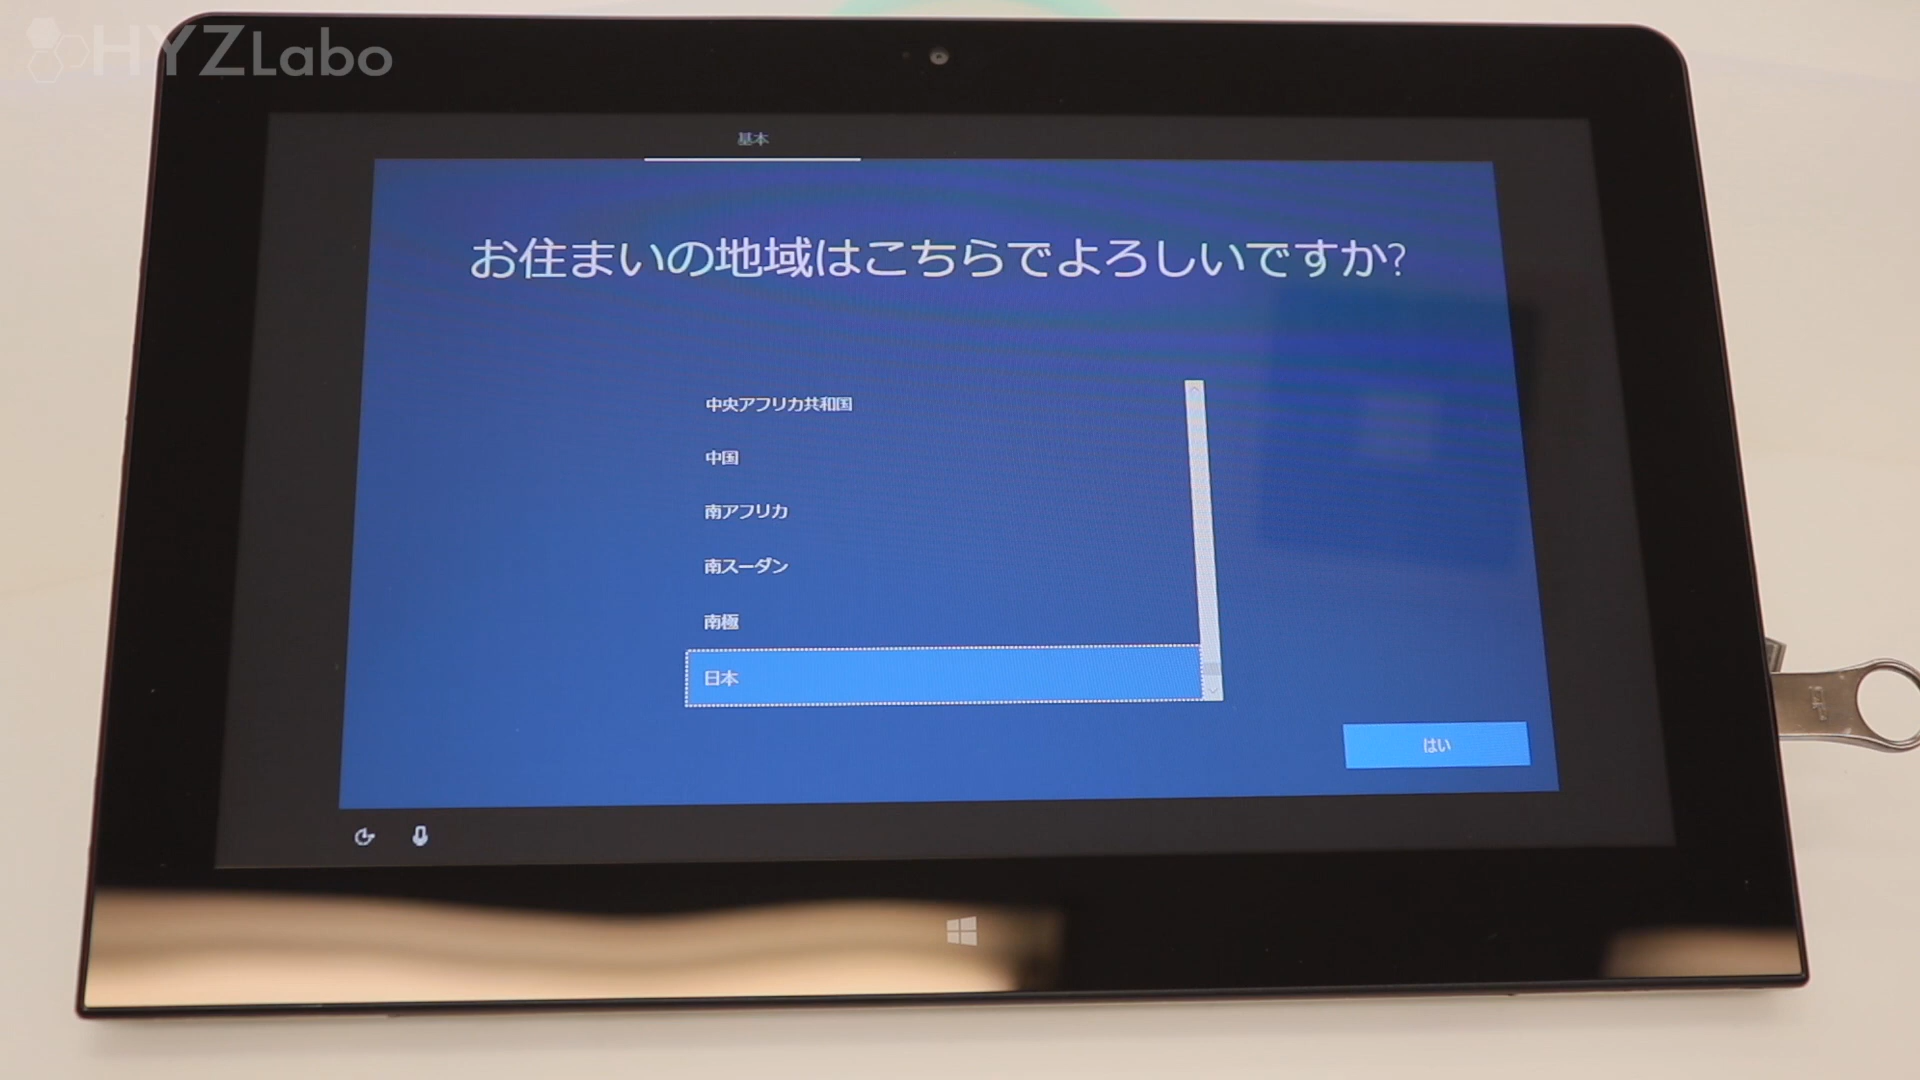 HYZLabo
基本
お住まいの地域はこちらでよろしいですか?
中央アフリカ共和国
中国
南アフリカ
南スーダン
南極
日本
はい